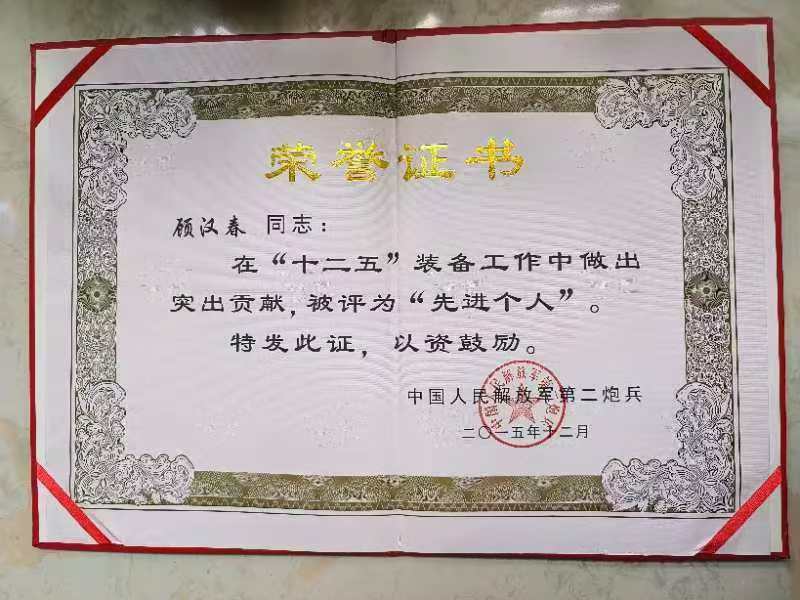 荣誉证书
顾汉春 同志：
在“十二五”装备工作中做出
突出贡献，被评为“先进个人”。
特发此证，以资鼓励。
中国人民解放军第二炮兵
二〇一五年十二月